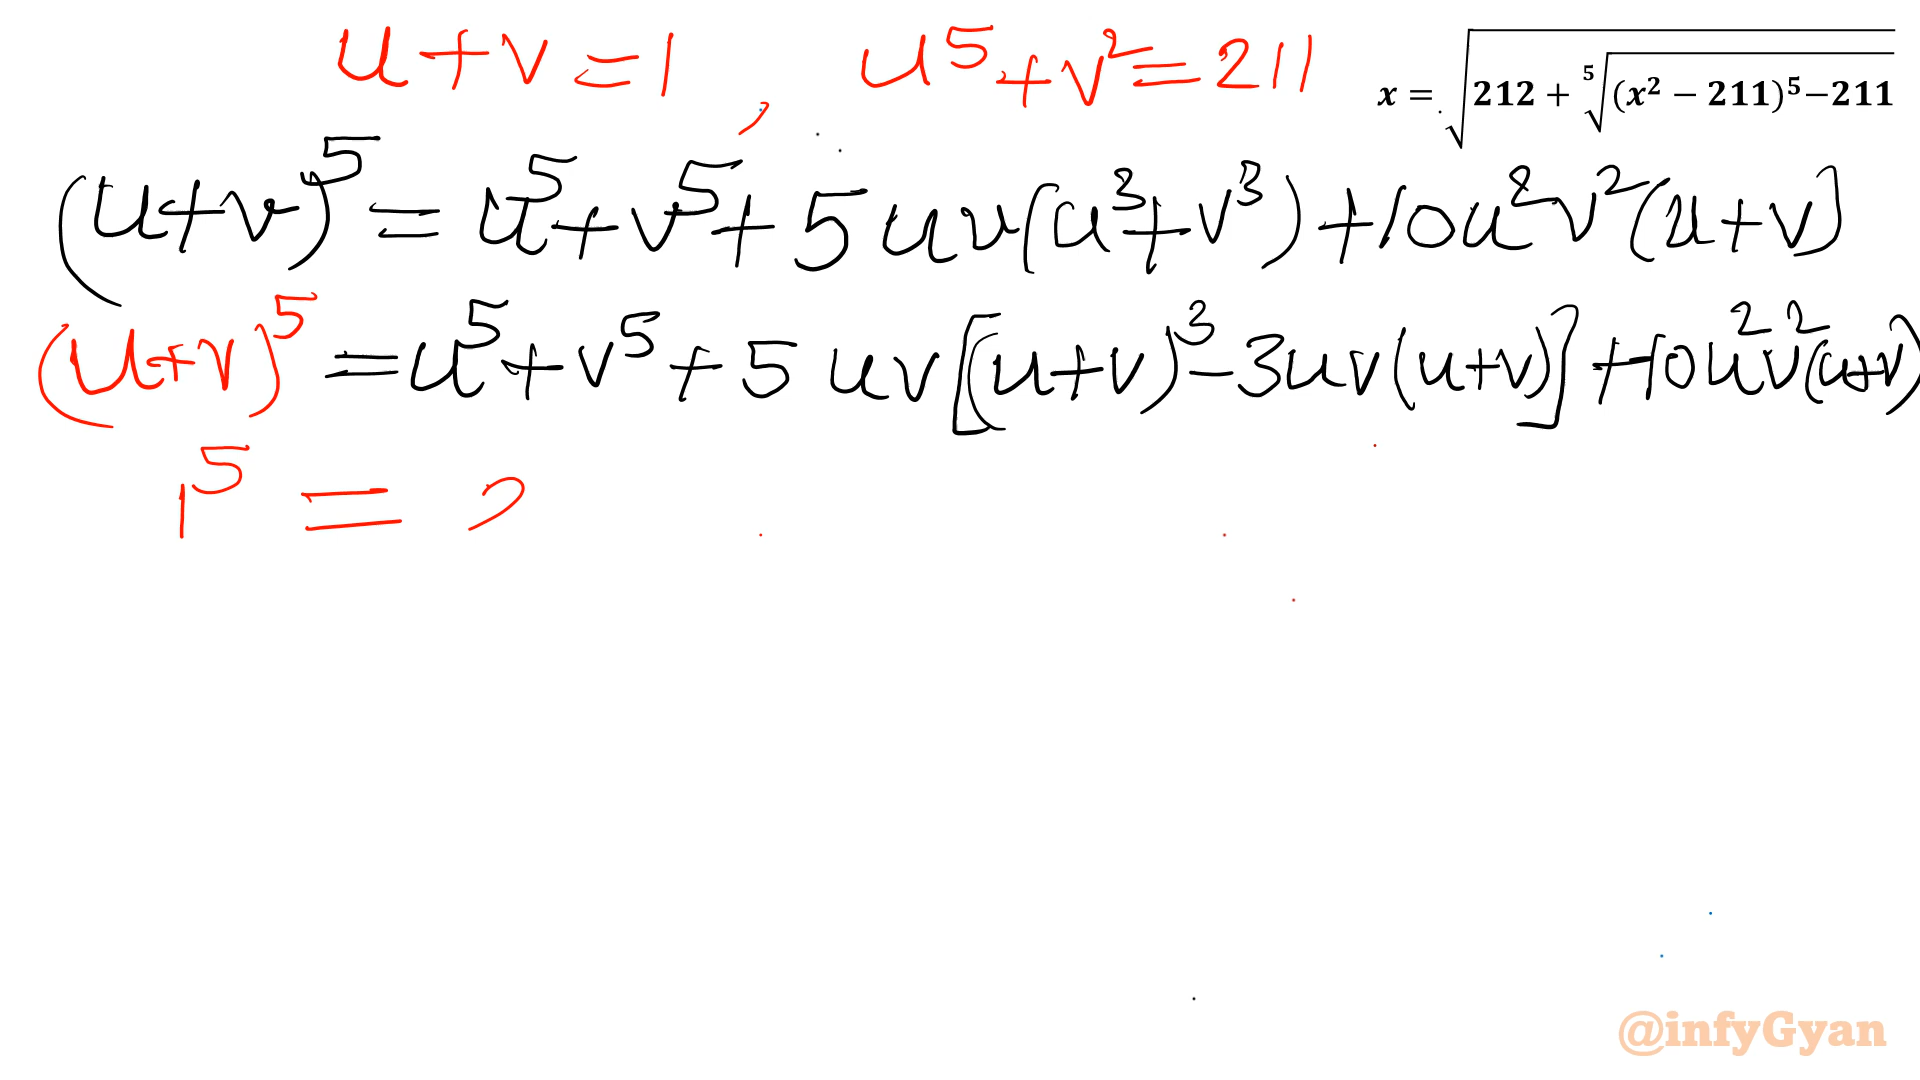 u+v=1, u⁵+v²=211
x = √(212 + ⁵√((x² − 211)⁵−211))
(u+v)⁵ = u⁵+v⁵+5uv(u³+v³)+10u²v²(u+v)
(u+v)⁵ = u⁵+v⁵+5uv[(u+v)³−3uv(u+v)]+10u²v²(u+v)
1⁵ = 2
@infyGyan